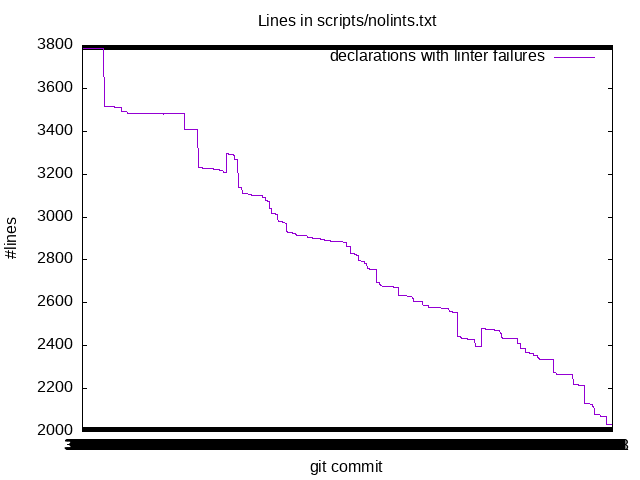 Lines in scripts/nolints.txt
declarations with linter failures
3800
3600
3400
3200
3000
2800
2600
2400
2200
2000
#lines
git commit